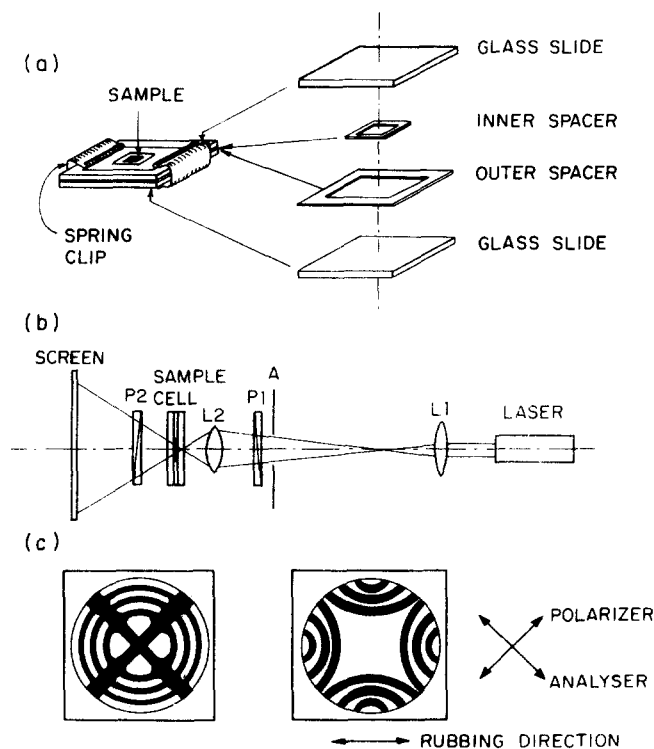 (a)
GLASS SLIDE
SAMPLE
INNER SPACER
OUTER SPACER
SPRING
CLIP
GLASS SLIDE
(b)
SCREEN
P2
SAMPLE
CELL
L2
P1
A
L1
LASER
(c)
POLARIZER
ANALYSER
RUBBING DIRECTION